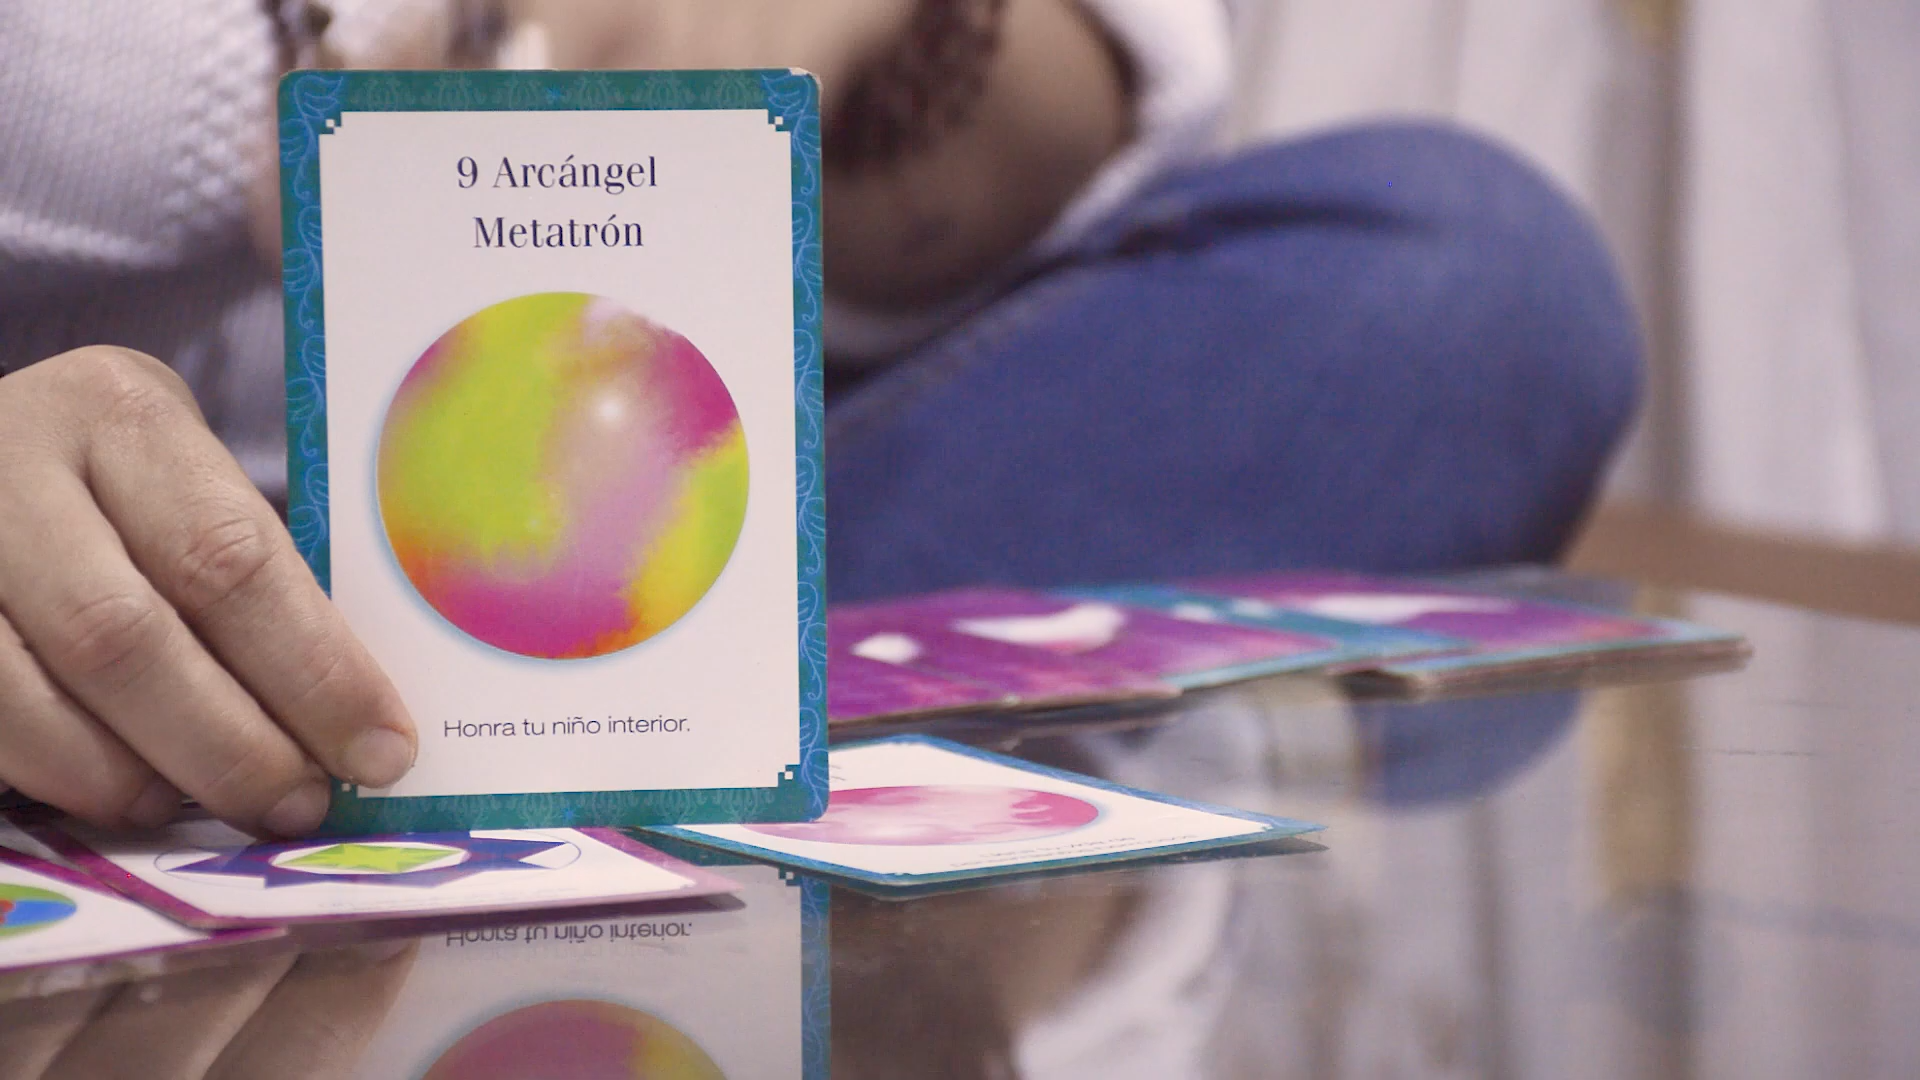 9 Arcángel
Metatrón
Honra tu niño interior.